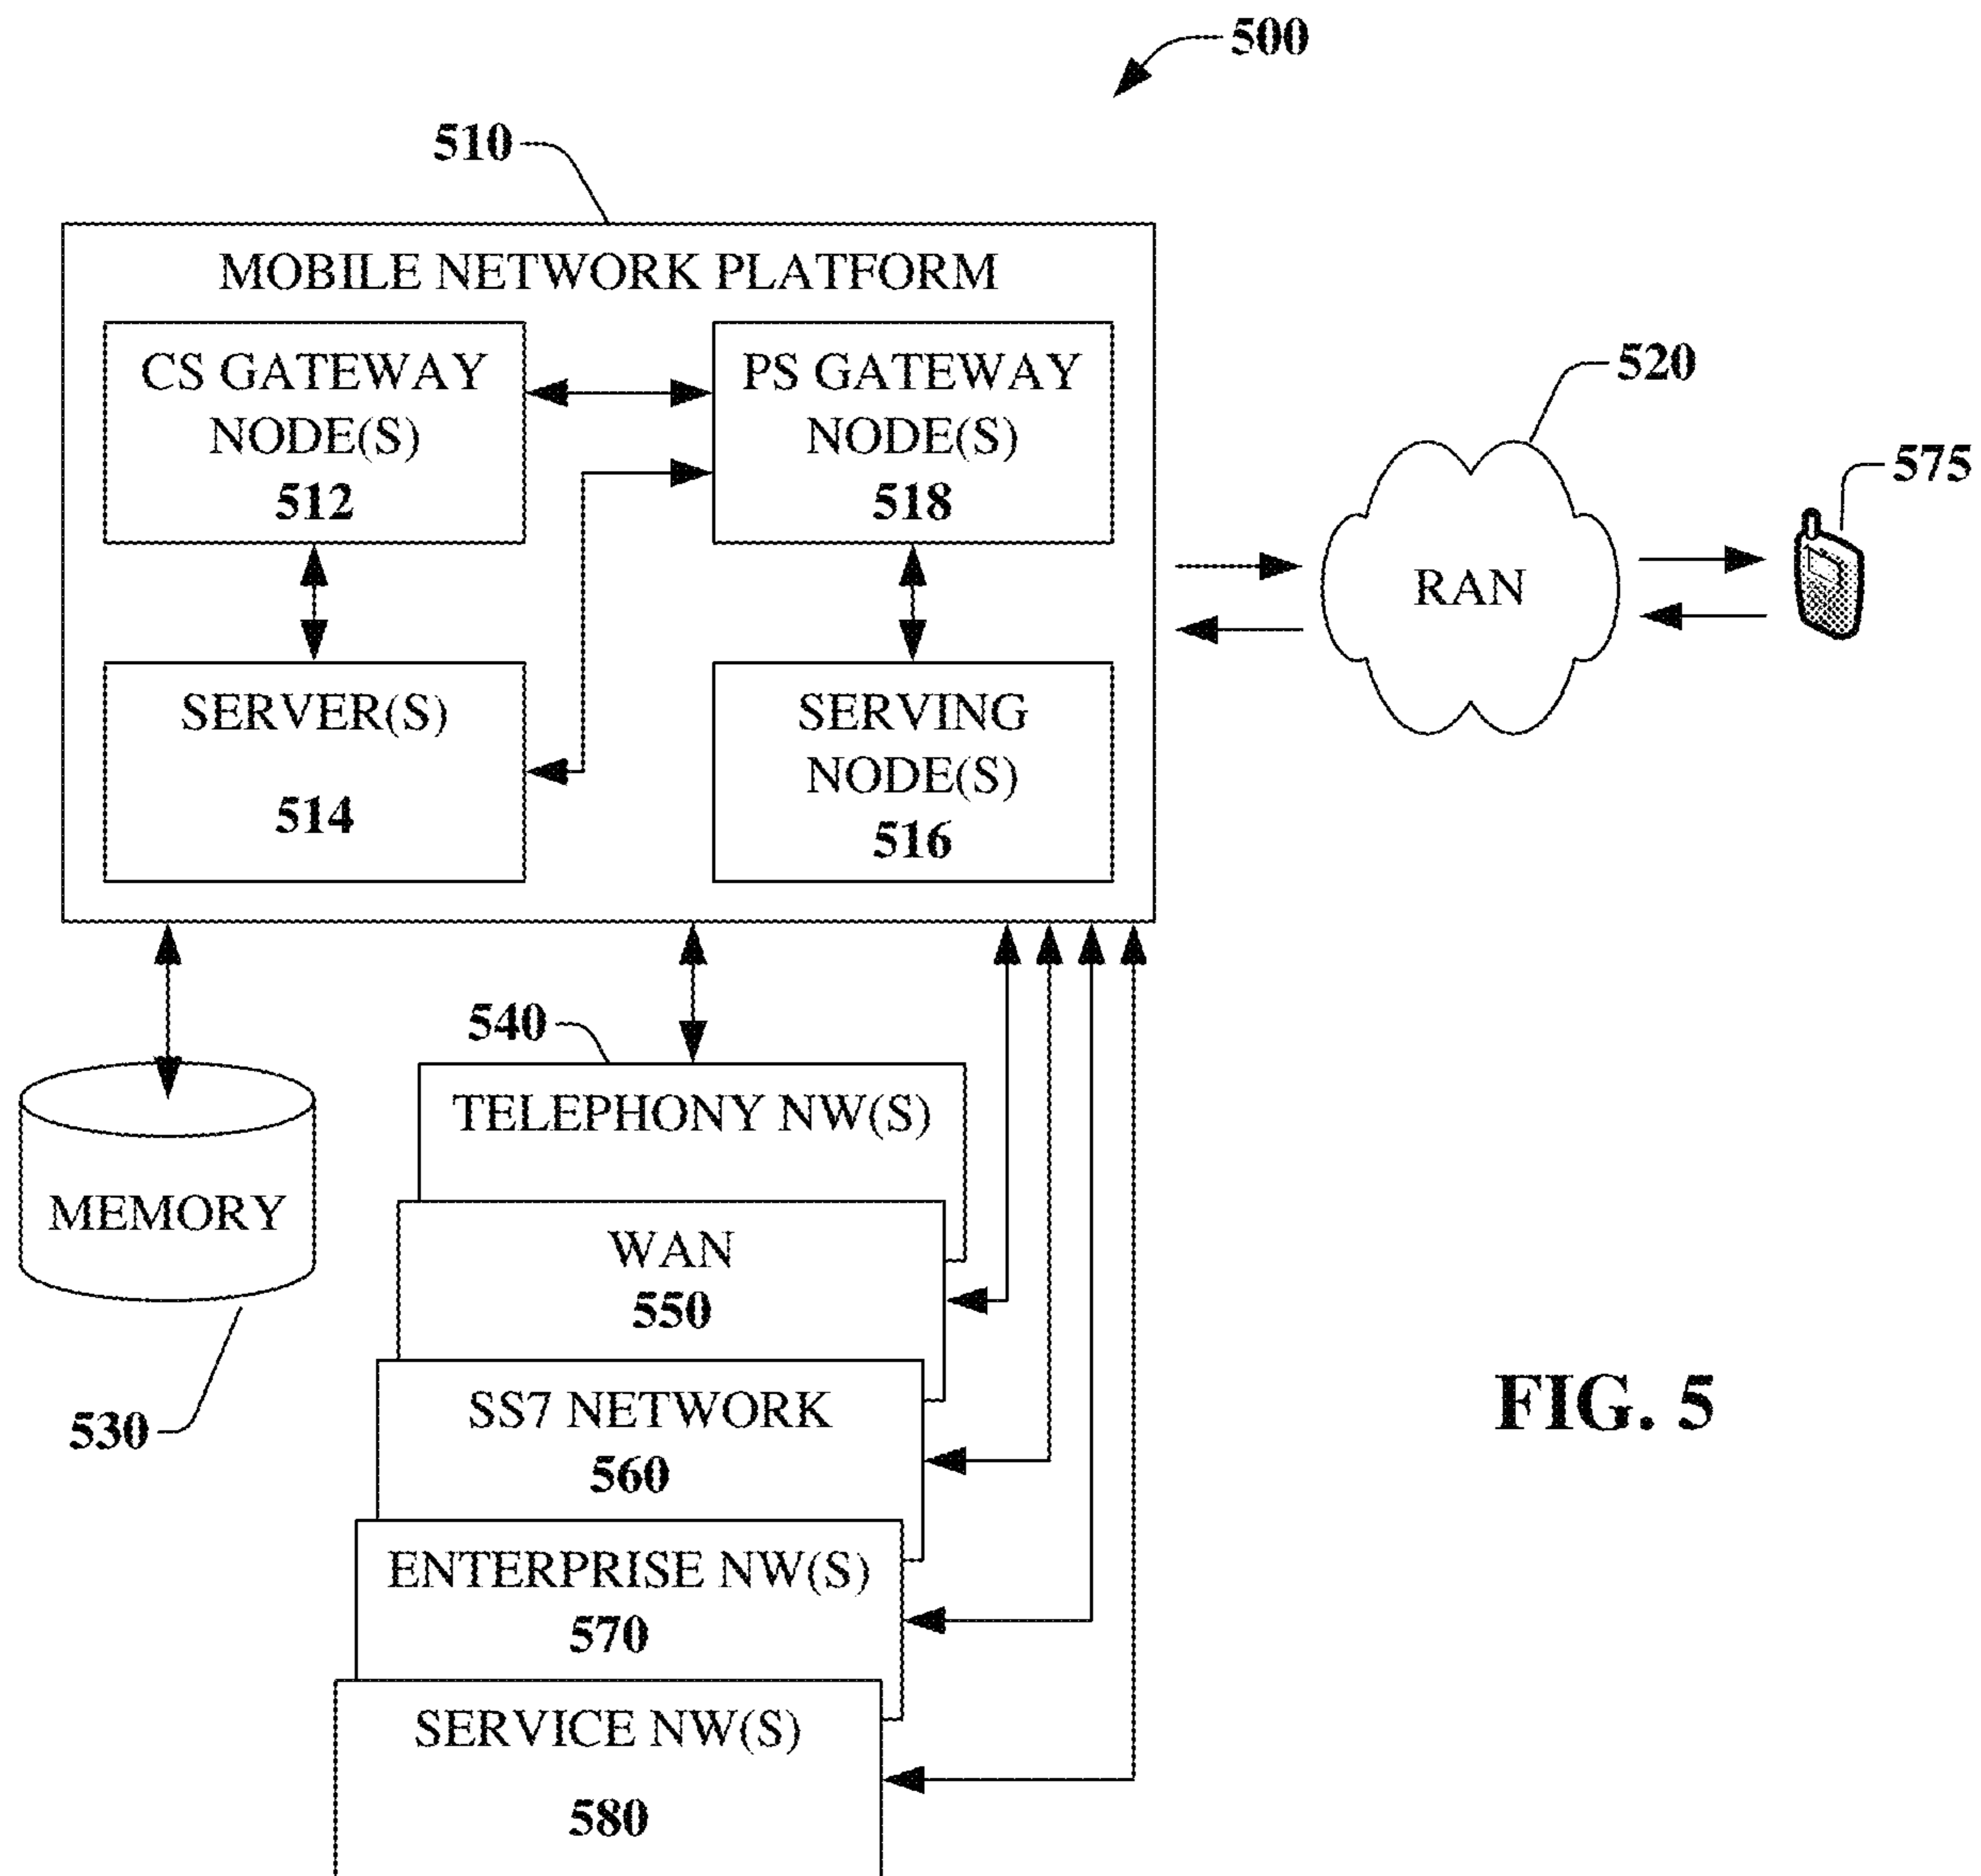 500
510
MOBILE NETWORK PLATFORM
CS GATEWAY
NODE(S)
512
PS GATEWAY
NODE(S)
518
SERVER(S)
514
SERVING
NODE(S)
516
520
RAN
575
540
TELEPHONY NW(S)
MEMORY
530
WAN
550
SS7 NETWORK
560
ENTERPRISE NW(S)
570
SERVICE NW(S)
580
FIG. 5